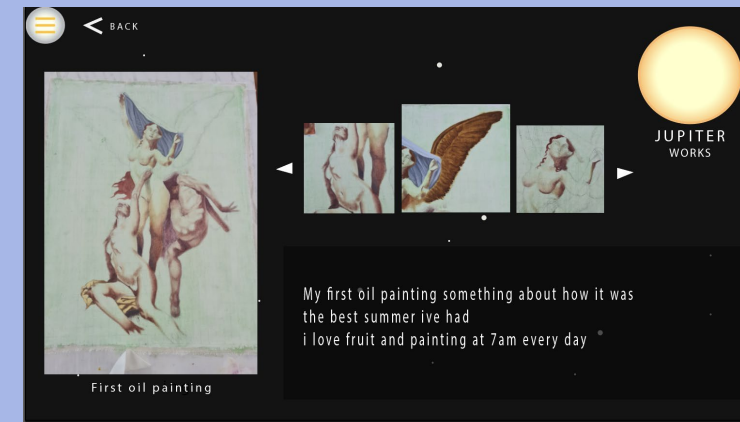 BACK
JUPITER
WORKS
My first oil painting something about how it was
the best summer ive had
i love fruit and painting at 7am every day
First oil painting